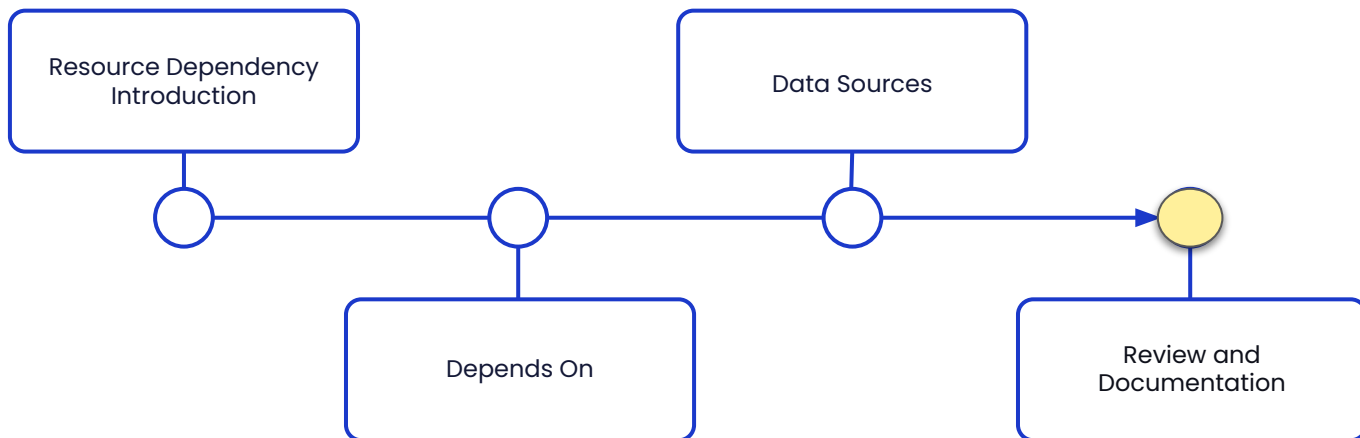 Resource Dependency
Introduction
Depends On
Data Sources
Review and
Documentation